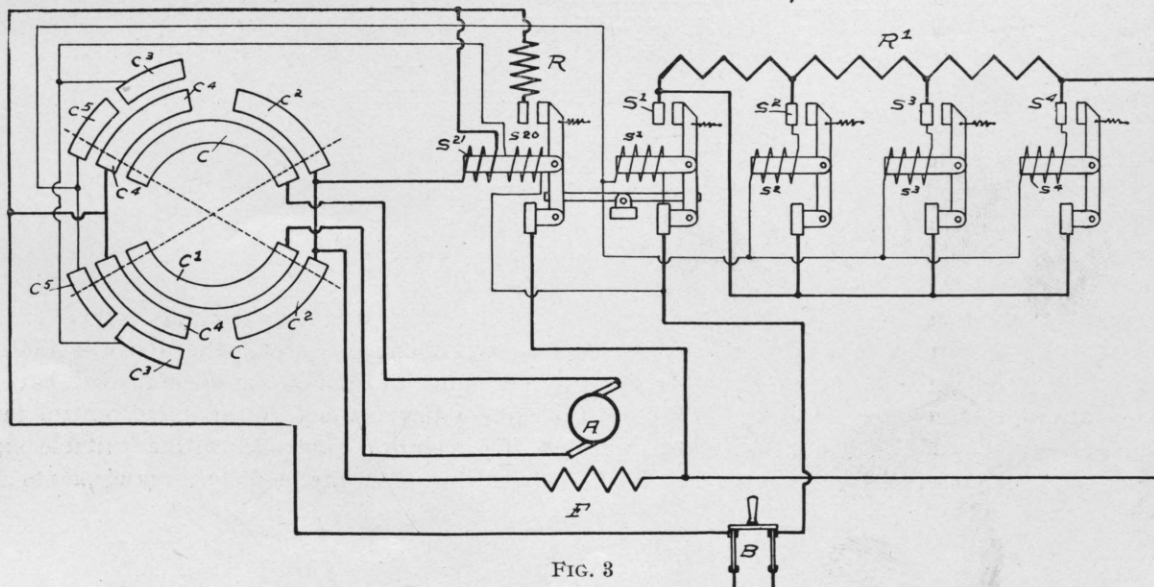 C³
C⁵
C⁴
C²
C
C⁴
C¹
C⁵
C⁴
C²
C
C³
R
S²¹
S²⁰
R¹
S¹
S²
S³
S⁴
S¹
S²
S³
S⁴
A
F
B
FIG. 3